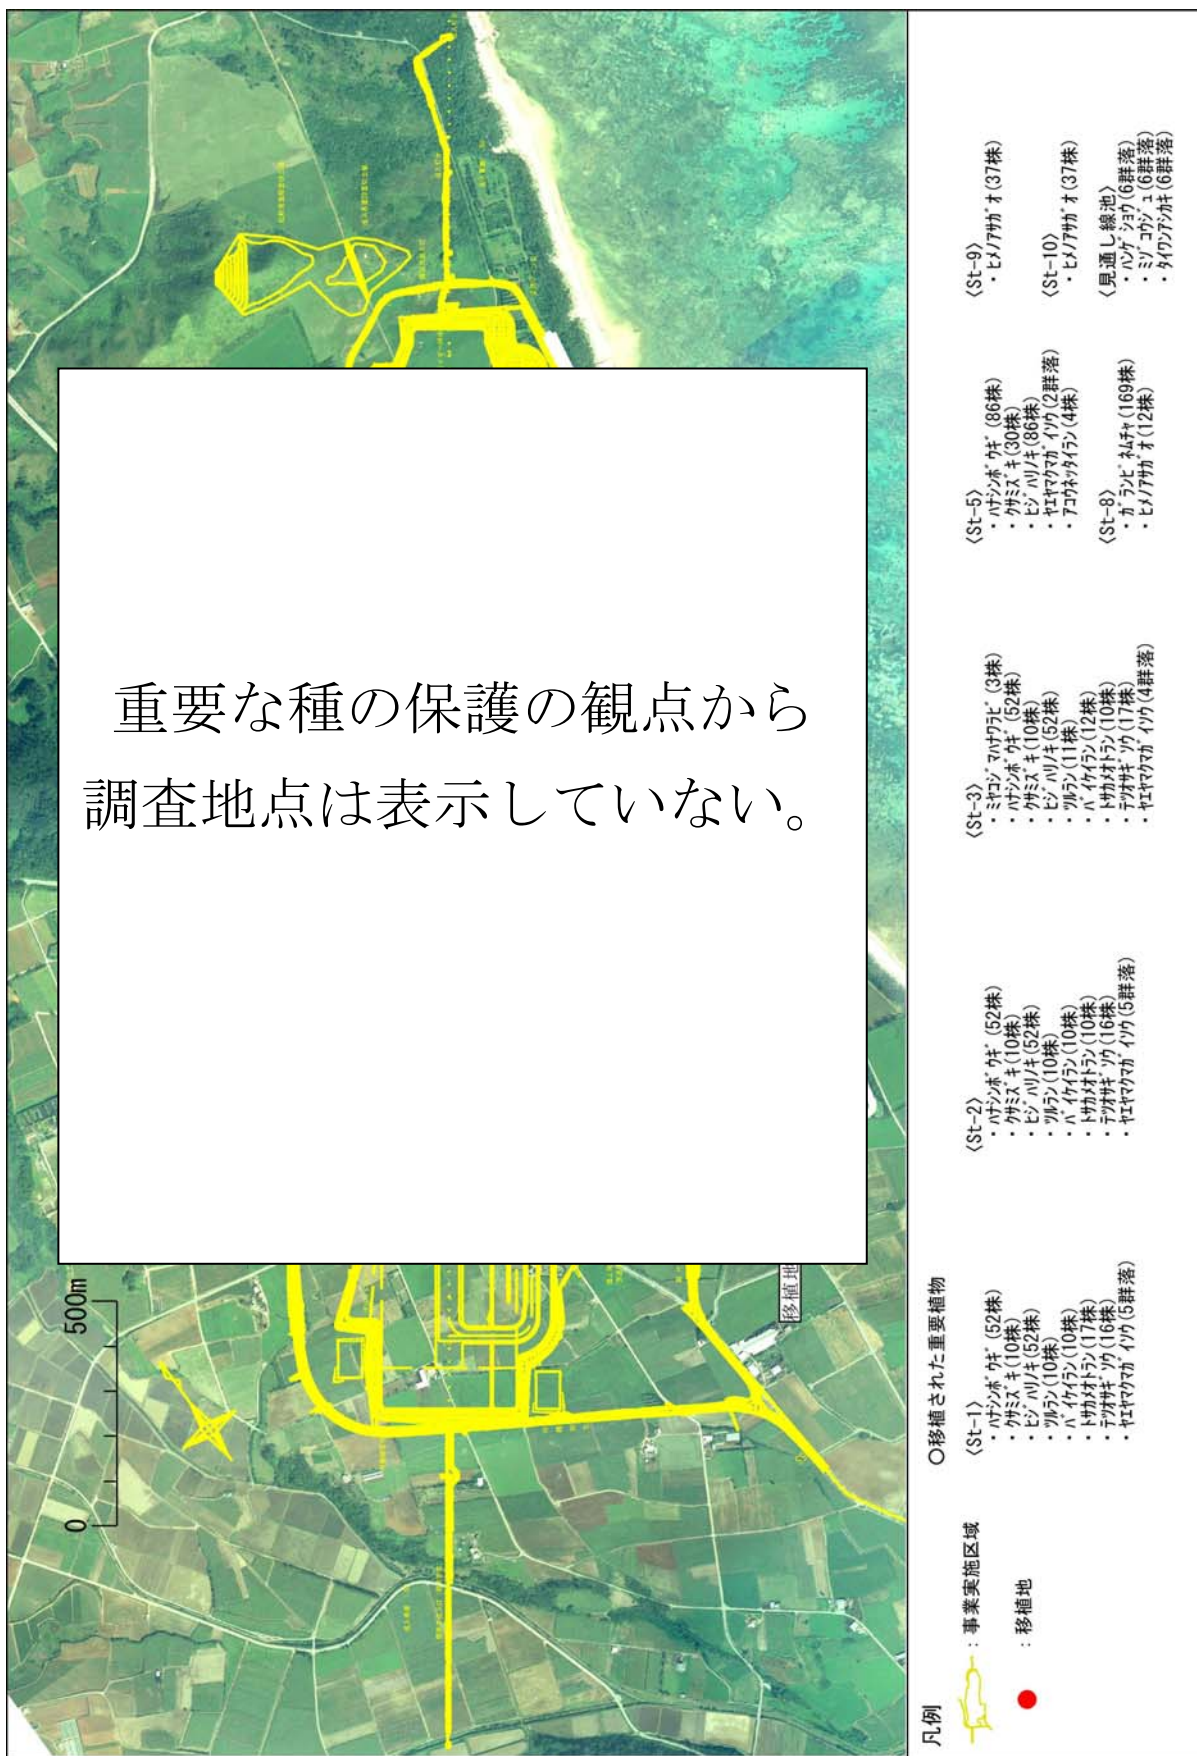 重要な種の保護の観点から
調査地点は表示していない。
0
500m
移植地
凡例
：事業実施区域
：移植地
○移植された重要植物
〈St-1〉
・ハナシンボウギ(52株)
・クサミズキ(10株)
・ヒジハリノキ(52株)
・ツルラン(10株)
・バイケイラン(10株)
・トサカメオトラン(17株)
・テツオサギソウ(16株)
・ヤエヤマクマガイソウ(5群落)
〈St-2〉
・ハナシンボウギ(52株)
・クサミズキ(10株)
・ヒジハリノキ(52株)
・ツルラン(10株)
・バイケイラン(10株)
・トサカメオトラン(10株)
・テツオサギソウ(16株)
・ヤエヤマクマガイソウ(5群落)
〈St-3〉
・ミヤコジマハナワラビ(3株)
・ハナシンボウギ(52株)
・クサミズキ(10株)
・ヒジハリノキ(52株)
・ツルラン(11株)
・バイケイラン(12株)
・トサカメオトラン(10株)
・テツオサギソウ(17株)
・ヤエヤマクマガイソウ(4群落)
〈St-5〉
・ハナシンボウギ(86株)
・クサミズキ(30株)
・ヒジハリノキ(86株)
・ヤエヤマクマガイソウ(2群落)
・アコウネッタイラン(4株)
〈St-8〉
・ガランピネムチャ(169株)
・ヒメノアサガオ(12株)
〈St-9〉
・ヒメノアサガオ(37株)
〈St-10〉
・ヒメノアサガオ(37株)
〈見通し線池〉
・ハンゲショウ(6群落)
・ミゾコウジュ(6群落)
・タイワンアシカキ(6群落)